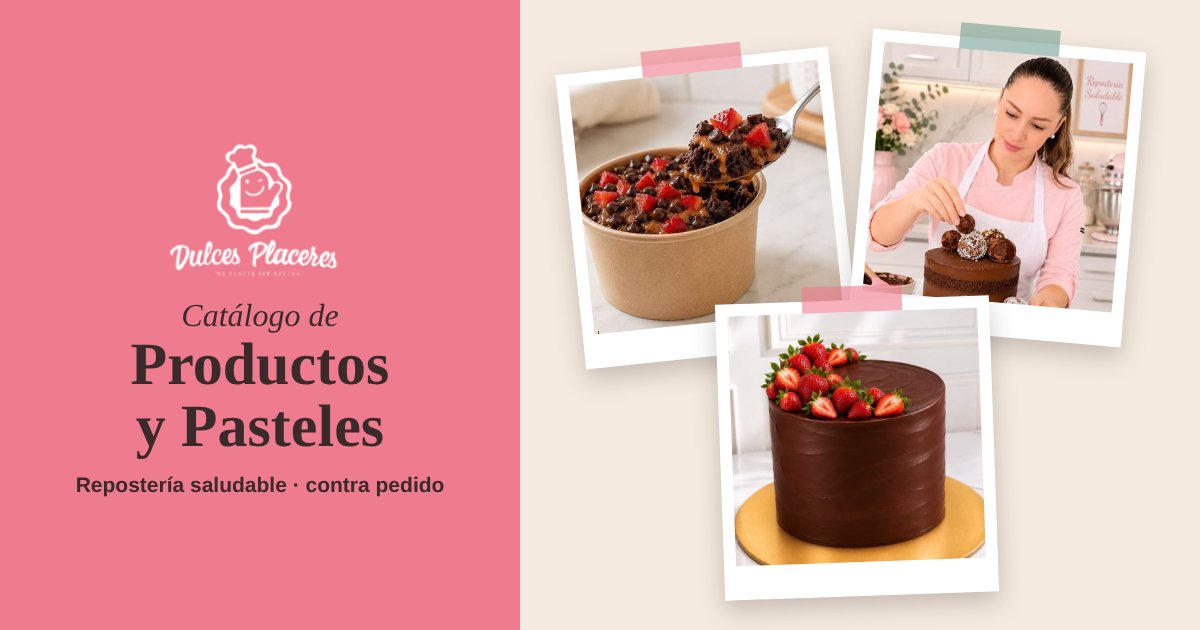 Dulces Placeres
Catálogo de
Productos
y Pasteles
Repostería saludable · contra pedido
Repostería
Saludable